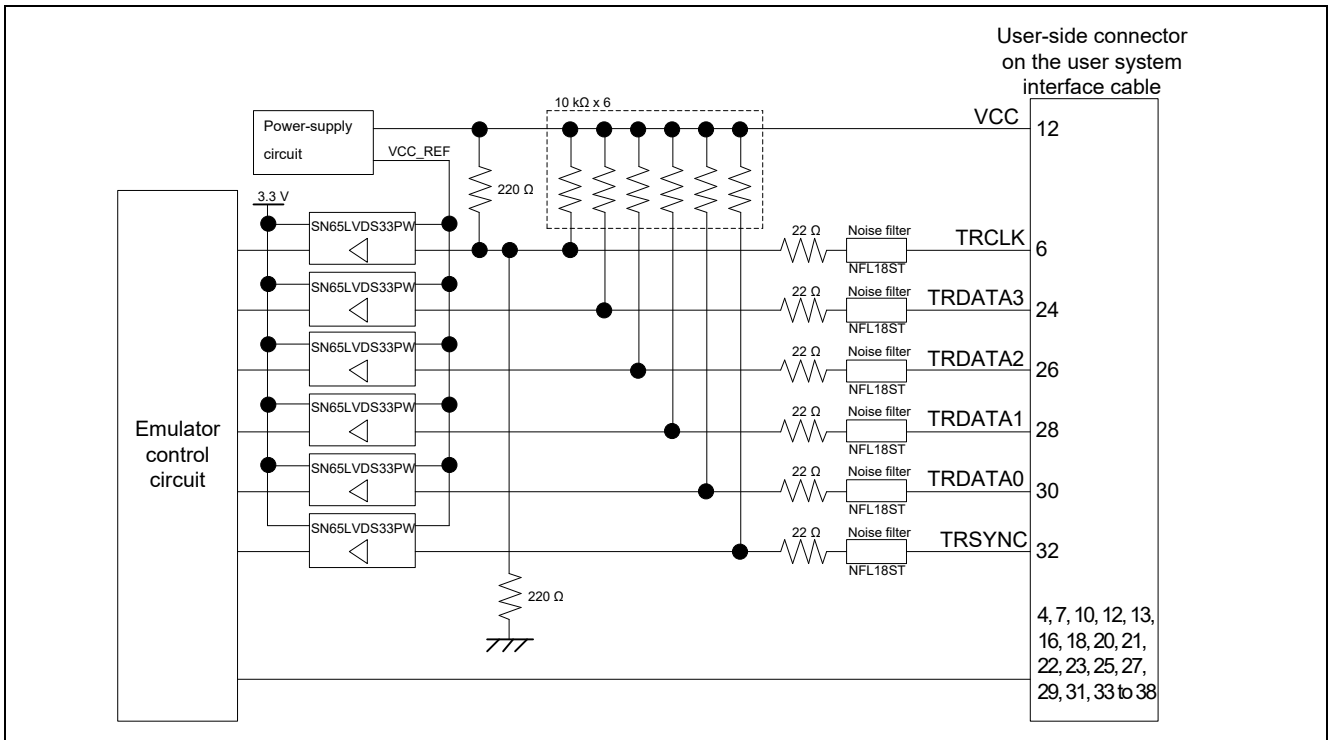 User-side connector
on the user system
interface cable
10 kΩ x 6
VCC
12
Power-supply
circuit
VCC_REF
3.3 V
220 Ω
SN65LVDS33PW
22 Ω
Noise filter
NFL18ST
TRCLK
6
SN65LVDS33PW
22 Ω
Noise filter
NFL18ST
TRDATA3
24
SN65LVDS33PW
22 Ω
Noise filter
NFL18ST
TRDATA2
26
SN65LVDS33PW
22 Ω
Noise filter
NFL18ST
TRDATA1
28
Emulator
control
circuit
SN65LVDS33PW
22 Ω
Noise filter
NFL18ST
TRDATA0
30
SN65LVDS33PW
22 Ω
Noise filter
NFL18ST
TRSYNC
32
220 Ω
4, 7, 10, 12, 13,
16, 18, 20, 21,
22, 23, 25, 27,
29, 31, 33 to 38